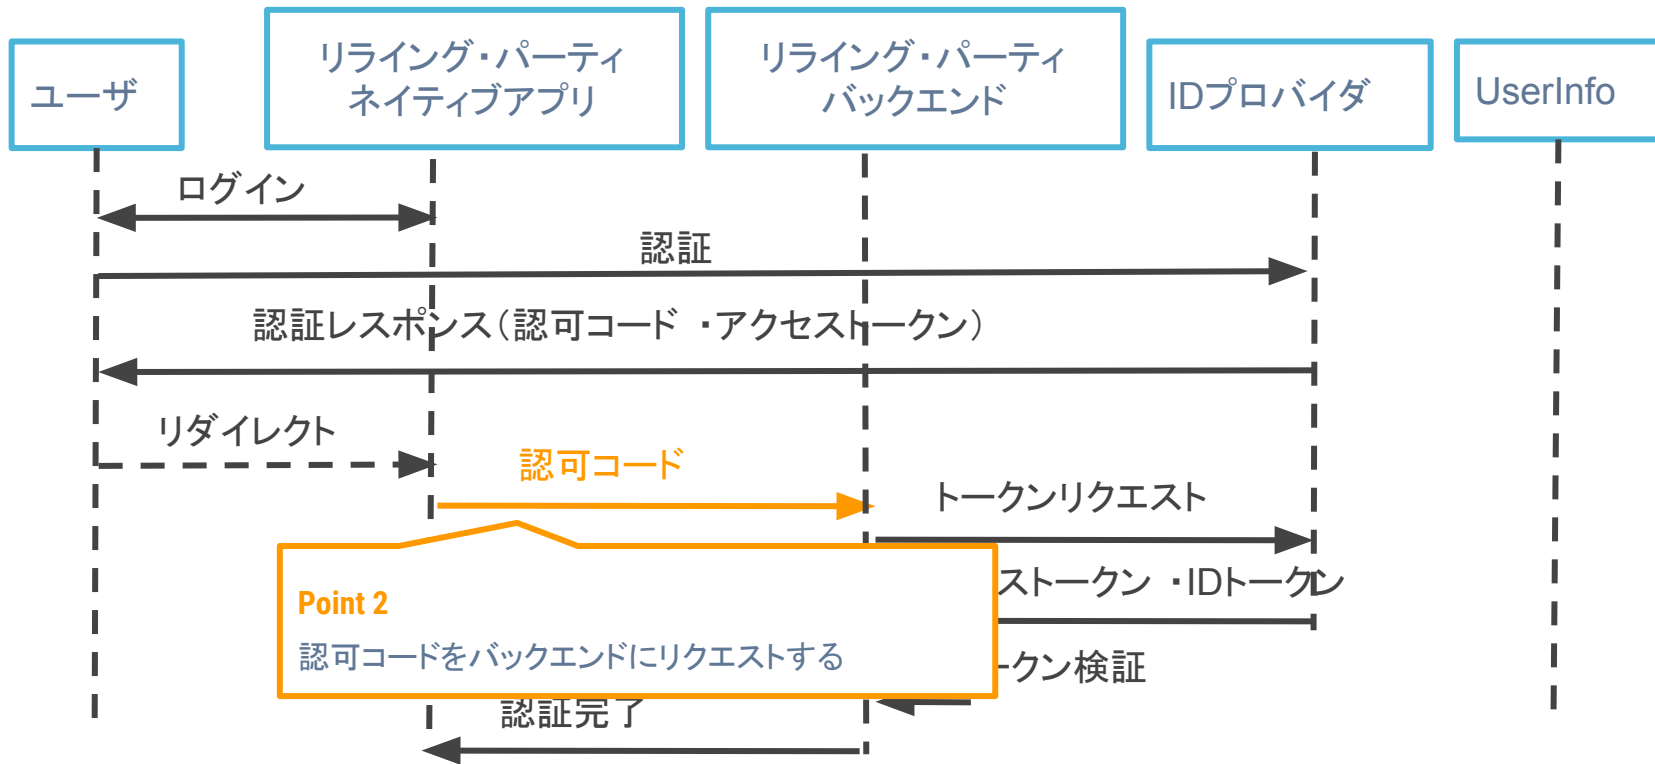 ユーザ
リライング・パーティ
ネイティブアプリ
リライング・パーティ
バックエンド
IDプロバイダ
UserInfo
ログイン
認証
認証レスポンス（認可コード ・アクセストークン）
リダイレクト
認可コード
トークンリクエスト
ストークン ・IDトークン
Point 2
認可コードをバックエンドにリクエストする
ークン検証
認証完了